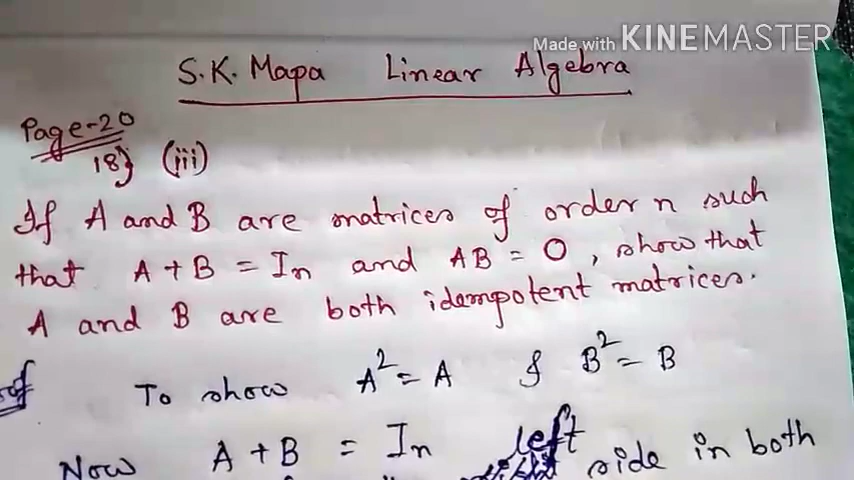 Made with KINEMASTER
S.K. Mapa Linear Algebra
Page-20
18) (iii)
If A and B are matrices of order n such
that A + B = In and AB = O, show that
A and B are both idempotent matrices.
To show A² = A & B² = B
Now A + B = In left
side in both